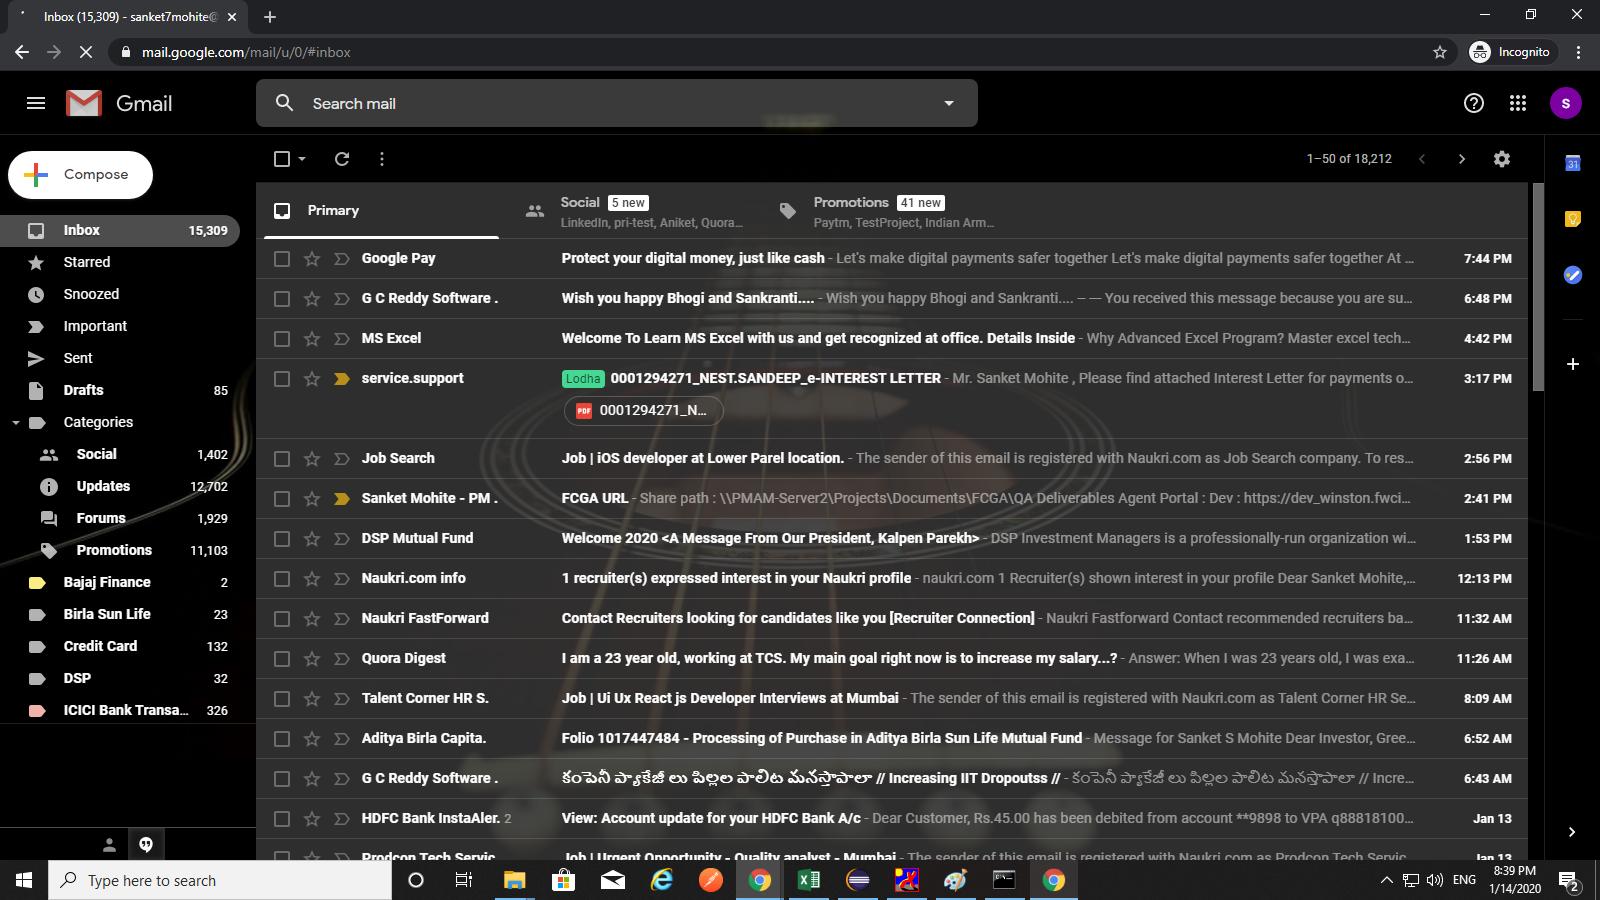 Inbox (15,309) - sanket7mohite@
mail.google.com/mail/u/0/#inbox
Incognito
Gmail
Search mail
S
Compose
1–50 of 18,212
31
Inbox 15,309
Starred
Snoozed
Important
Sent
Drafts 85
Categories
Social 1,402
Updates 12,702
Forums 1,929
Promotions 11,103
Bajaj Finance 2
Birla Sun Life 23
Credit Card 132
DSP 32
ICICI Bank Transa... 326
Primary
Social 5 new
LinkedIn, pri-test, Aniket, Quora...
Promotions 41 new
Paytm, TestProject, Indian Arm...
Google Pay Protect your digital money, just like cash - Let's make digital payments safer together Let's make digital payments safer together At ... 7:44 PM
G C Reddy Software . Wish you happy Bhogi and Sankranti.... - Wish you happy Bhogi and Sankranti.... -- --- You received this message because you are su... 6:48 PM
MS Excel Welcome To Learn MS Excel with us and get recognized at office. Details Inside - Why Advanced Excel Program? Master excel tech... 4:42 PM
service.support Lodha 0001294271_NEST.SANDEEP_e-INTEREST LETTER - Mr. Sanket Mohite , Please find attached Interest Letter for payments o... 3:17 PM
PDF 0001294271_N...
Job Search Job | iOS developer at Lower Parel location. - The sender of this email is registered with Naukri.com as Job Search company. To res... 2:56 PM
Sanket Mohite - PM . FCGA URL - Share path : \\PMAM-Server2\Projects\Documents\FCGA\QA Deliverables Agent Portal : Dev : https://dev_winston.fwci... 2:41 PM
DSP Mutual Fund Welcome 2020 <A Message From Our President, Kalpen Parekh> - DSP Investment Managers is a professionally-run organization wi... 1:53 PM
Naukri.com info 1 recruiter(s) expressed interest in your Naukri profile - naukri.com 1 Recruiter(s) shown interest in your profile Dear Sanket Mohite,... 12:13 PM
Naukri FastForward Contact Recruiters looking for candidates like you [Recruiter Connection] - Naukri Fastforward Contact recommended recruiters ba... 11:32 AM
Quora Digest I am a 23 year old, working at TCS. My main goal right now is to increase my salary...? - Answer: When I was 23 years old, I was exa... 11:26 AM
Talent Corner HR S. Job | Ui Ux React js Developer Interviews at Mumbai - The sender of this email is registered with Naukri.com as Talent Corner HR Se... 8:09 AM
Aditya Birla Capita. Folio 1017447484 - Processing of Purchase in Aditya Birla Sun Life Mutual Fund - Message for Sanket S Mohite Dear Investor, Gree... 6:52 AM
G C Reddy Software . కంపెనీ ప్యాకేజీ లు పిల్లల పాలిట మనస్తాపాలా // Increasing IIT Dropoutss // - కంపెనీ ప్యాకేజీ లు పిల్లల పాలిట మనస్తాపాలా // Incre... 6:43 AM
HDFC Bank InstaAler. 2 View: Account update for your HDFC Bank A/c - Dear Customer, Rs.45.00 has been debited from account **9898 to VPA q88818100... Jan 13
Prodcon Tech Servic. Job | Urgent Opportunity - Quality analyst - Mumbai - The sender of this email is registered with Naukri.com as Prodcon Tech Servic... Jan 13
Type here to search
ENG
8:39 PM
1/14/2020
2